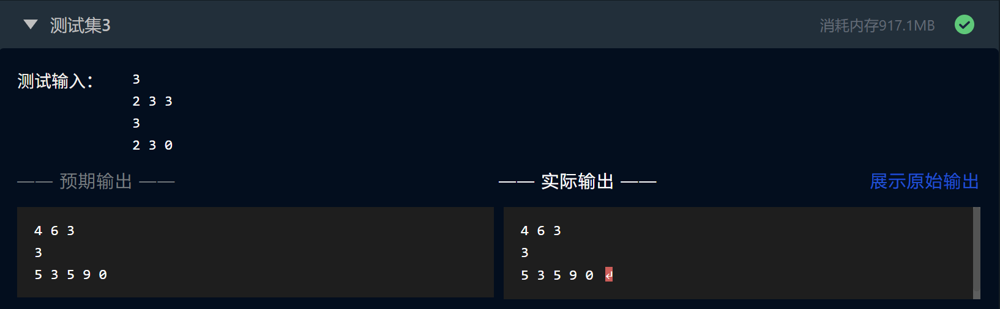 测试集3 消耗内存917.1MB
测试输入： 3
2 3 3
3
2 3 0
—— 预期输出 ——
4 6 3
3
5 3 5 9 0
—— 实际输出 —— 展示原始输出
4 6 3
3
5 3 5 9 0 ↵